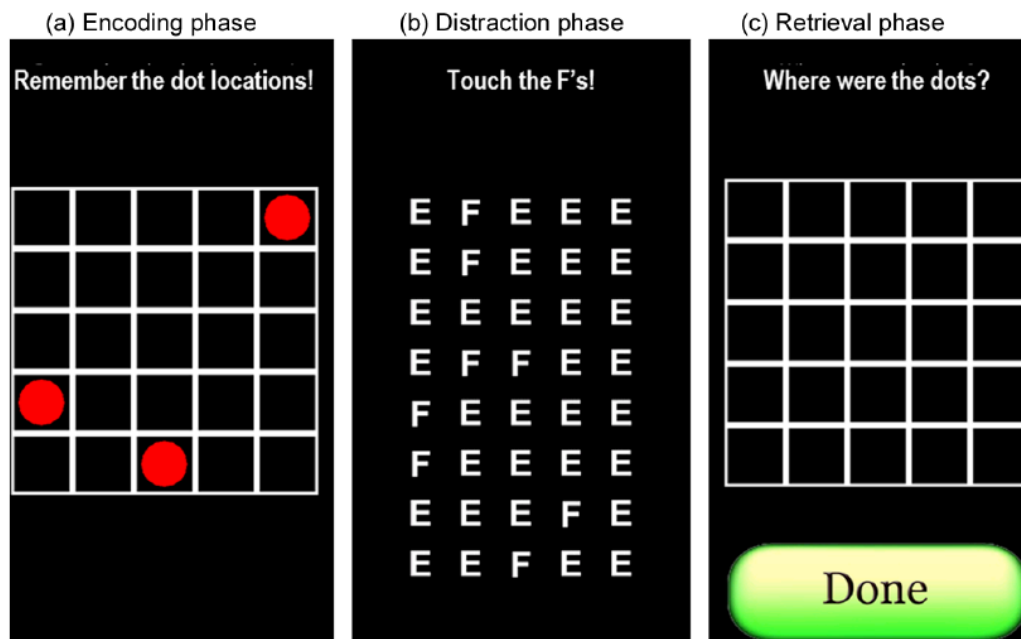 (a) Encoding phase
Remember the dot locations!
(b) Distraction phase
Touch the F's!
E F E E E
E F E E E
E E E E E
E F F E E
F E E E E
F E E E E
E E E F E
E E F E E
(c) Retrieval phase
Where were the dots?
Done